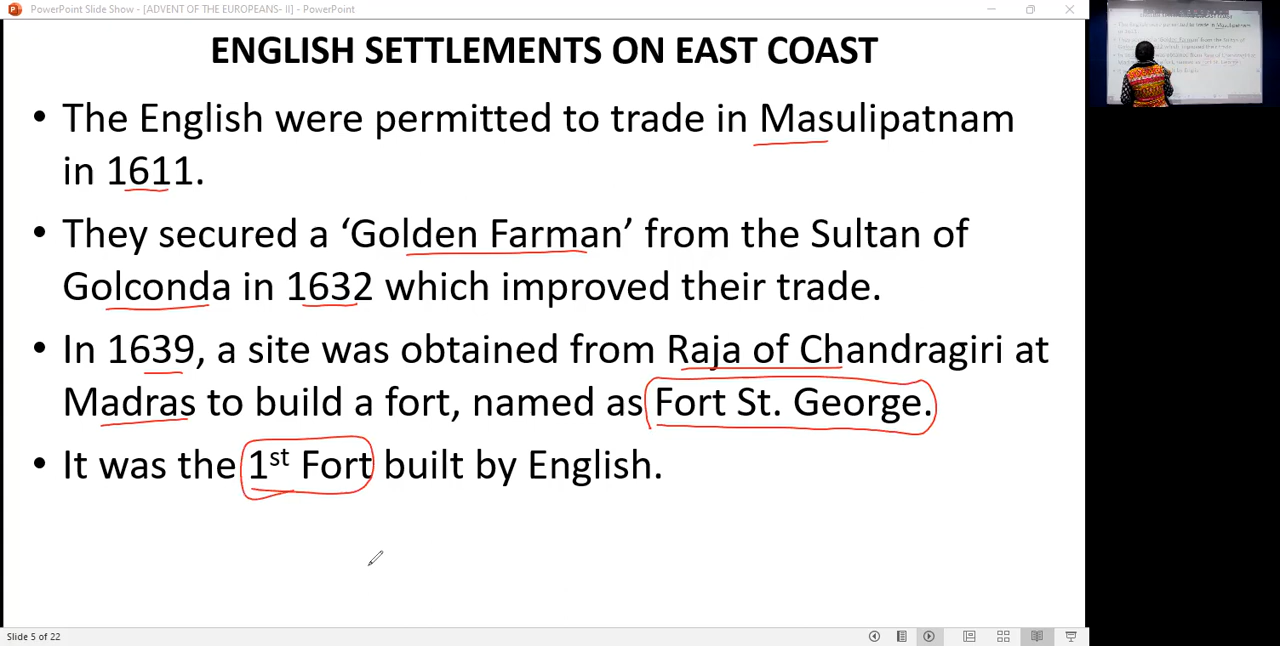 PowerPoint Slide Show - [ADVENT OF THE EUROPEANS- II] - PowerPoint
ENGLISH SETTLEMENTS ON EAST COAST
• The English were permitted to trade in Masulipatnam
in 1611.
• They secured a ‘Golden Farman’ from the Sultan of
Golconda in 1632 which improved their trade.
• In 1639, a site was obtained from Raja of Chandragiri at
Madras to build a fort, named as Fort St. George.
• It was the 1st Fort built by English.
Slide 5 of 22